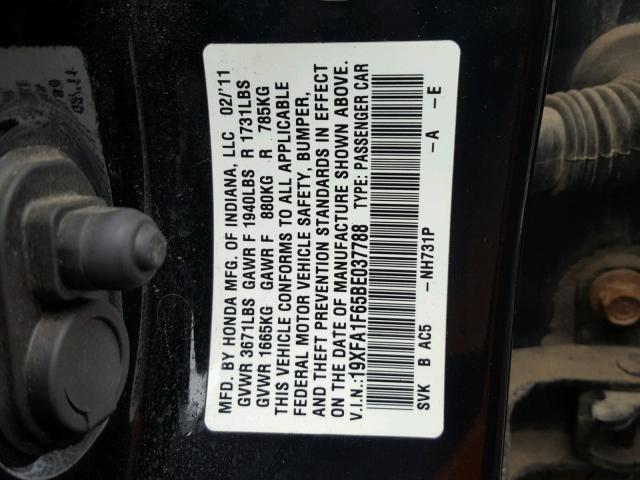 MFD. BY HONDA MFG. OF INDIANA, LLC 02/'11
GVWR 3671LBS GAWR F 1940LBS R 1731LBS
GVWR 1665KG GAWR F 880KG R 785KG
THIS VEHICLE CONFORMS TO ALL APPLICABLE
FEDERAL MOTOR VEHICLE SAFETY, BUMPER,
AND THEFT PREVENTION STANDARDS IN EFFECT
ON THE DATE OF MANUFACTURE SHOWN ABOVE.
V.I.N.:19XFA1F65BE037788 TYPE: PASSENGER CAR
SVK B AC5 -NH731P -A -E